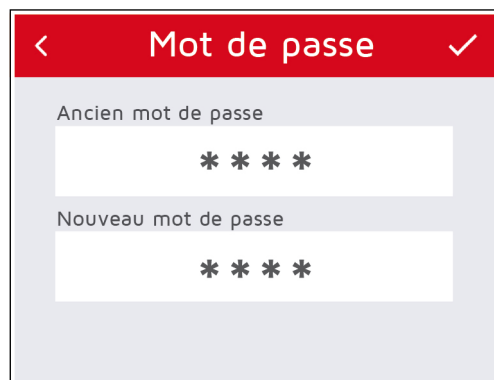 Mot de passe
Ancien mot de passe
****
Nouveau mot de passe
****